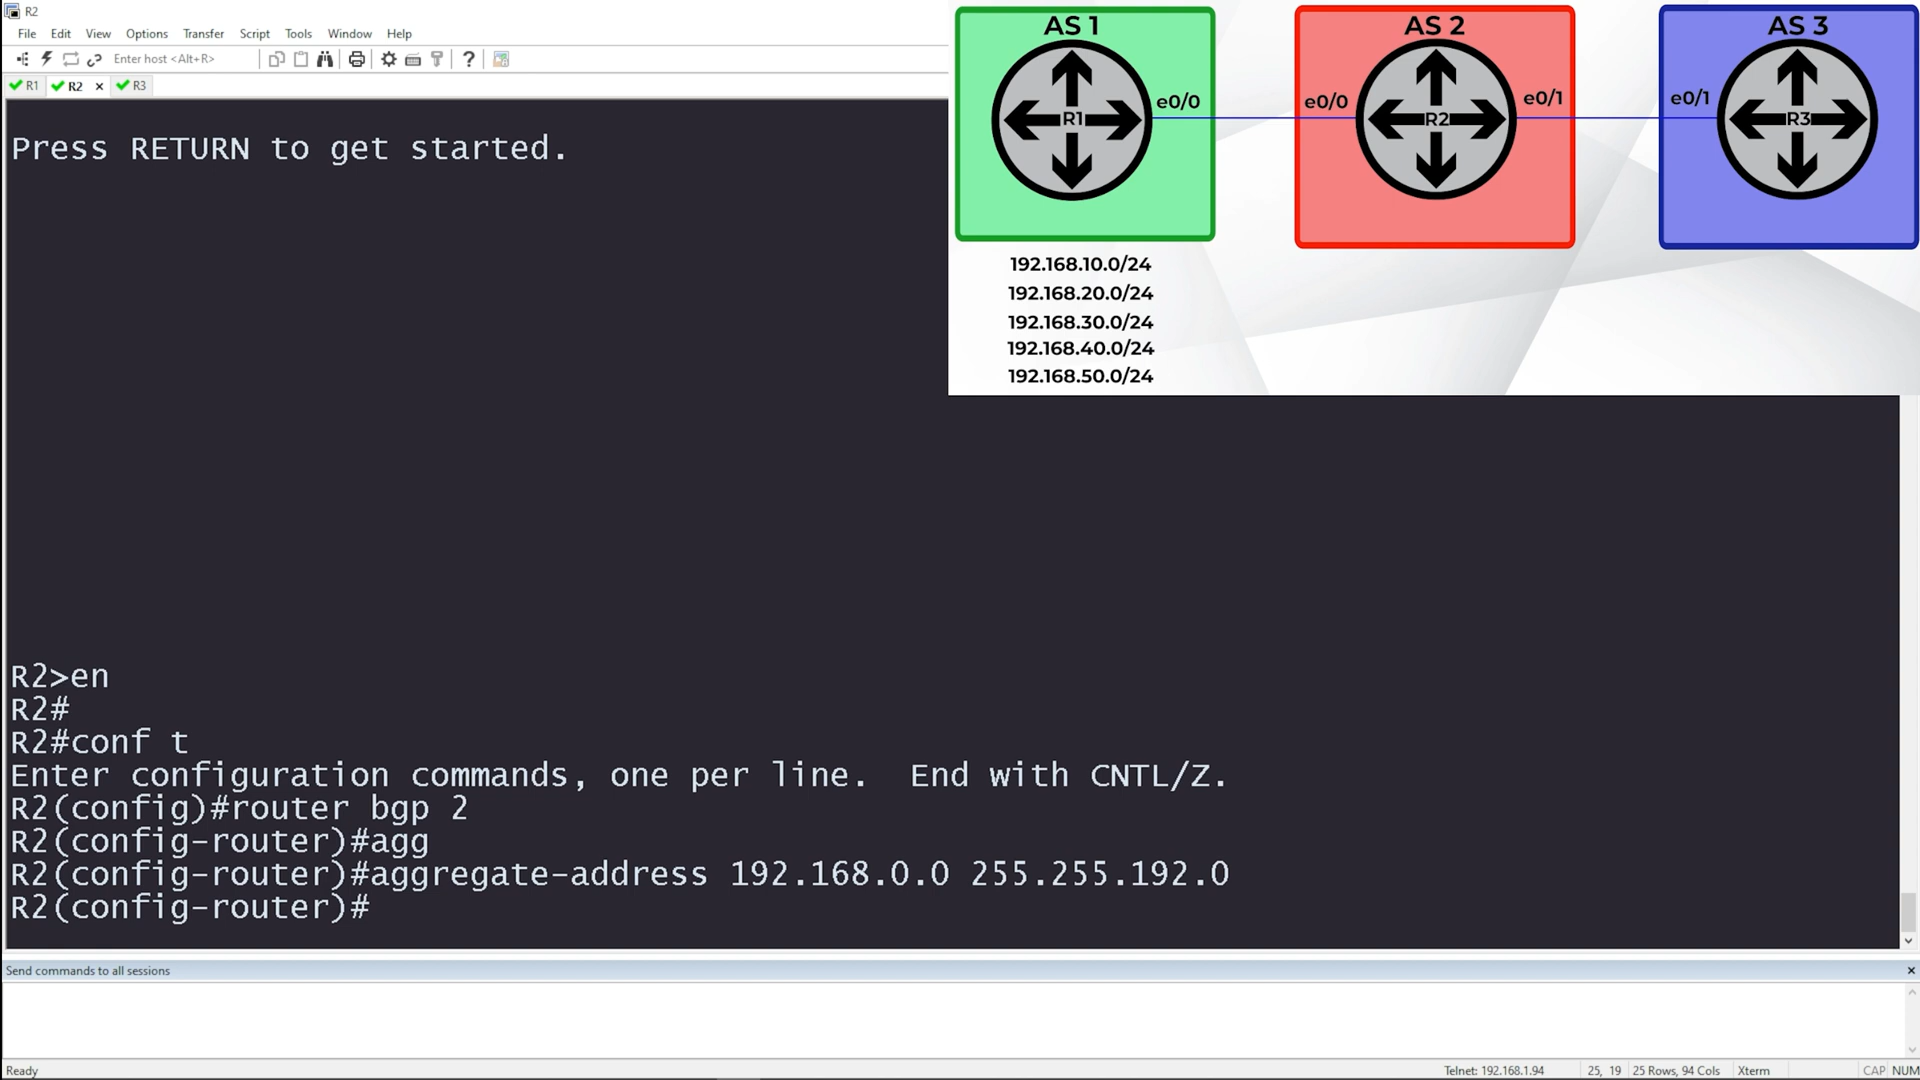 R2
File Edit View Options Transfer Script Tools Window Help
Enter host <Alt+R>
R1 R2 R3
Press RETURN to get started.
R2>en
R2#
R2#conf t
Enter configuration commands, one per line.  End with CNTL/Z.
R2(config)#router bgp 2
R2(config-router)#agg
R2(config-router)#aggregate-address 192.168.0.0 255.255.192.0
R2(config-router)#
AS 1 AS 2 AS 3
e0/0 e0/0 e0/1 e0/1
R1 R2 R3
192.168.10.0/24
192.168.20.0/24
192.168.30.0/24
192.168.40.0/24
192.168.50.0/24
Send commands to all sessions
Ready Telnet: 192.168.1.94 25, 19 25 Rows, 94 Cols Xterm CAP NUM